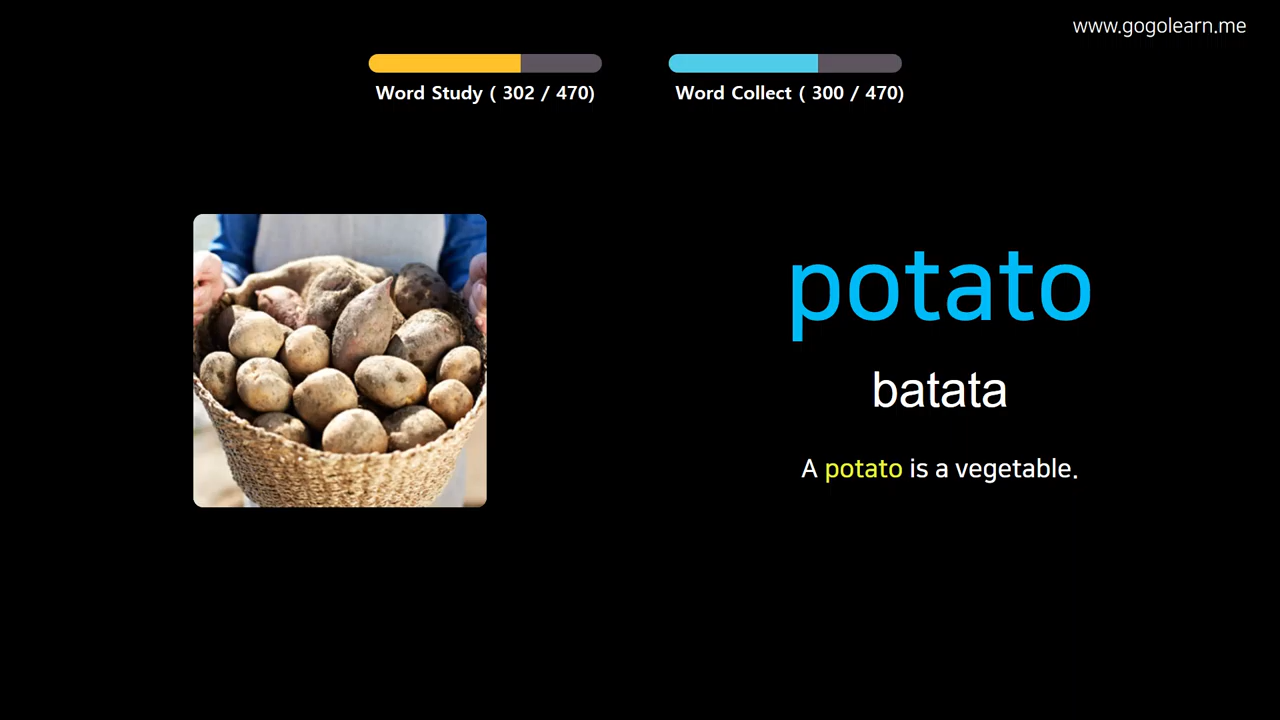 www.gogolearn.me
Word Study ( 302 / 470)
Word Collect ( 300 / 470)
potato
batata
A potato is a vegetable.